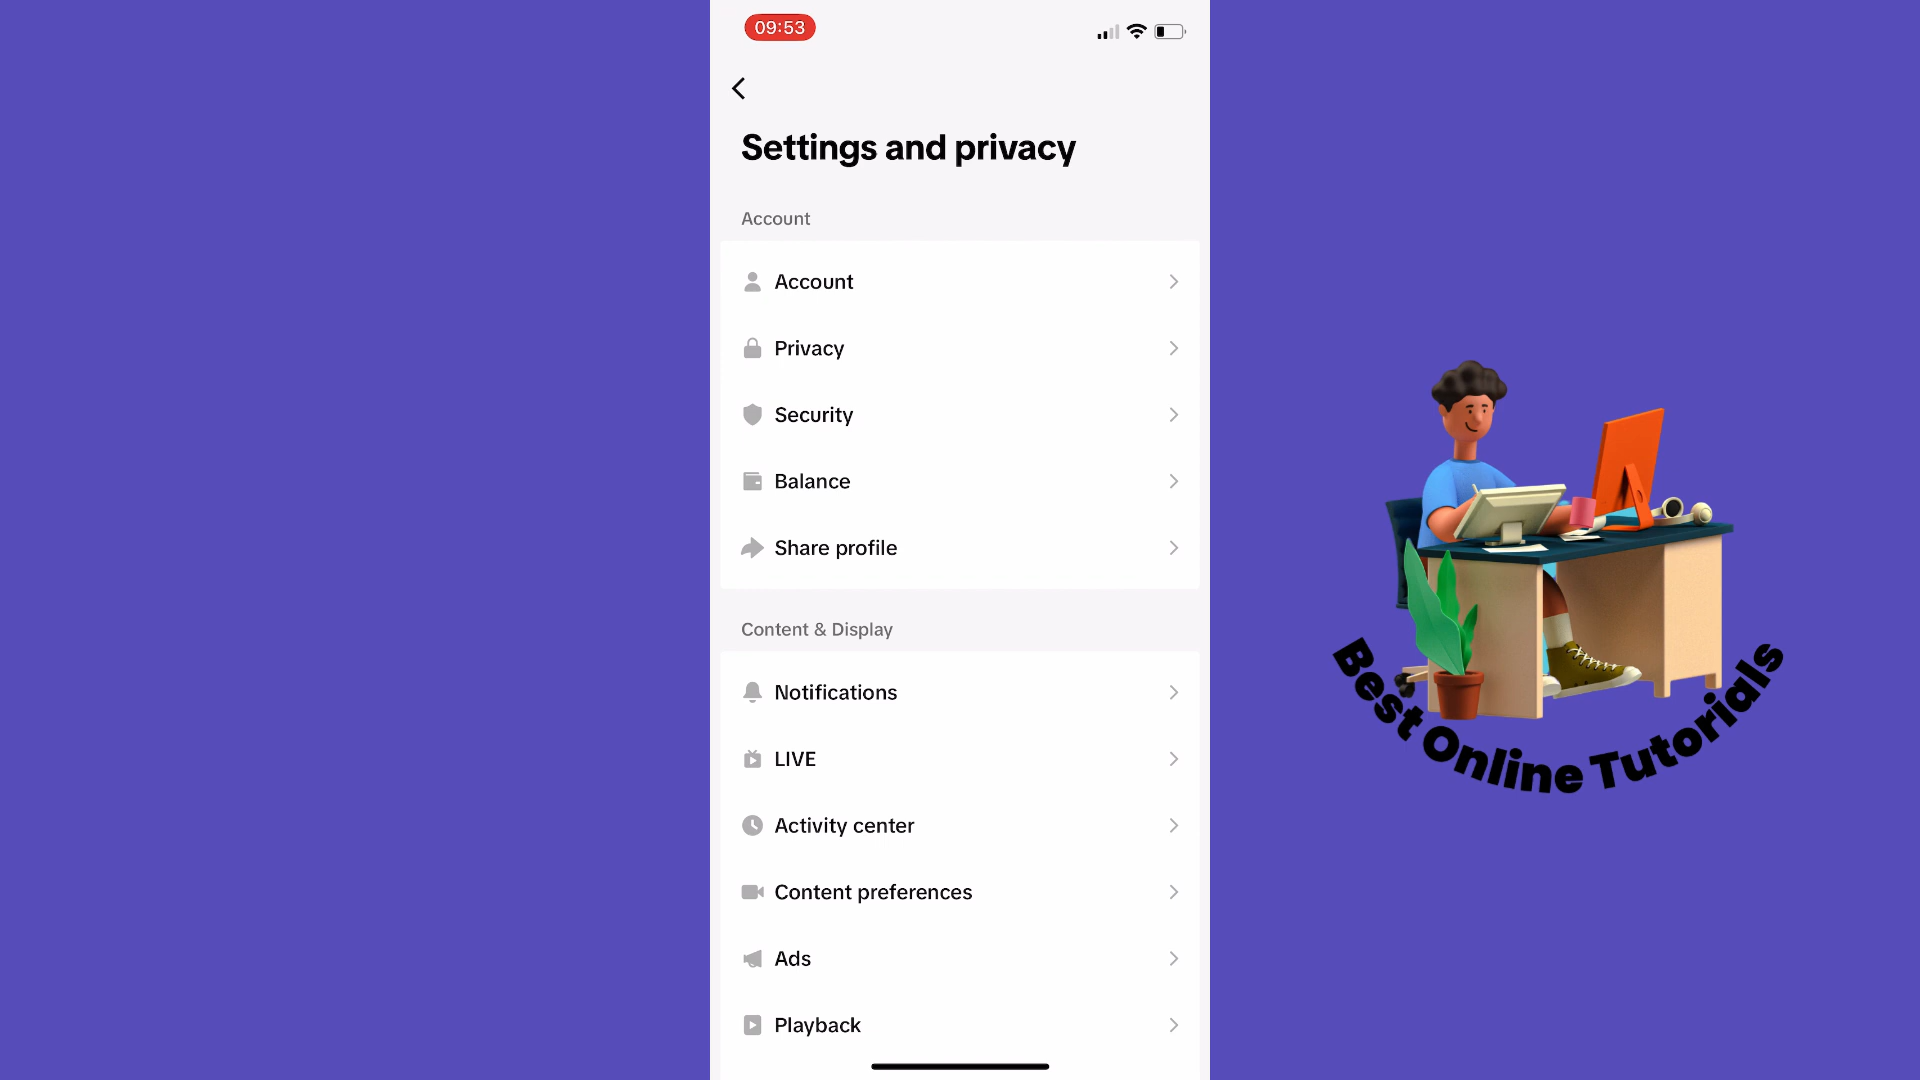 09:53
Settings and privacy
Account
Account
Privacy
Security
Balance
Share profile
Content & Display
Notifications
LIVE
Activity center
Content preferences
Ads
Playback
Best Online Tutorials